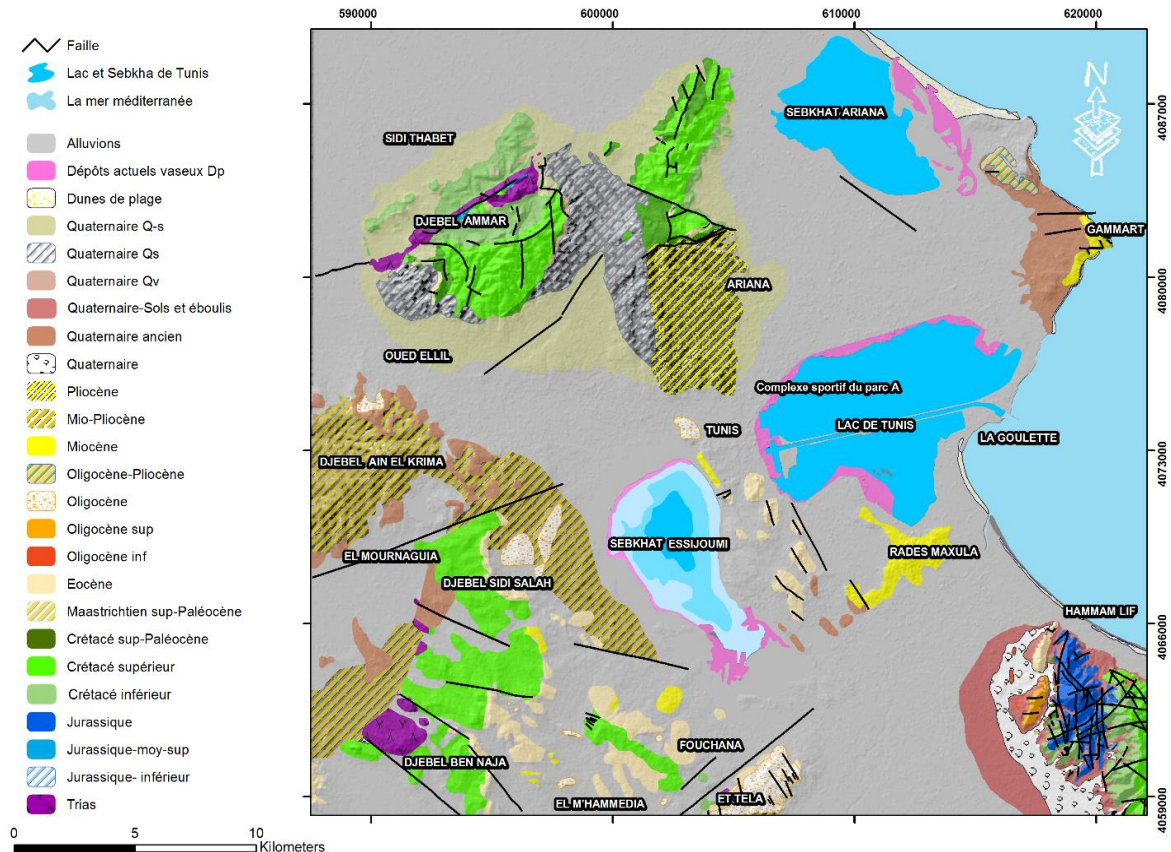 590000
600000
610000
620000
Faille
Lac et Sebkha de Tunis
La mer méditerranée
Alluvions
Dépôts actuels vaseux Dp
Dunes de plage
Quaternaire Q-s
Quaternaire Qs
Quaternaire Qv
Quaternaire-Sols et éboulis
Quaternaire ancien
Quaternaire
Pliocène
Mio-Pliocène
Miocène
Oligocène-Pliocène
Oligocène
Oligocène sup
Oligocène inf
Eocène
Maastrichtien sup-Paléocène
Crétacé sup-Paléocène
Crétacé supérieur
Crétacé inférieur
Jurassique
Jurassique-moy-sup
Jurassique- inférieur
Trias
0
5
10
Kilometers
N
SEBKHAT ARIANA
SIDI THABET
DJEBEL AMMAR
GAMMART
ARIANA
OUED ELLIL
Complexe sportif du parc A
LAC DE TUNIS
TUNIS
LA GOULETTE
DJEBEL AIN EL KRIMA
SEBKHAT ESSIJOUMI
EL MOURNAGUIA
RADES MAXULA
DJEBEL SIDI SALAH
HAMMAM LIF
FOUCHANA
DJEBEL BEN NAJA
EL M'HAMMEDIA
ET TELA
4087000
4080000
4073000
4066000
4059000